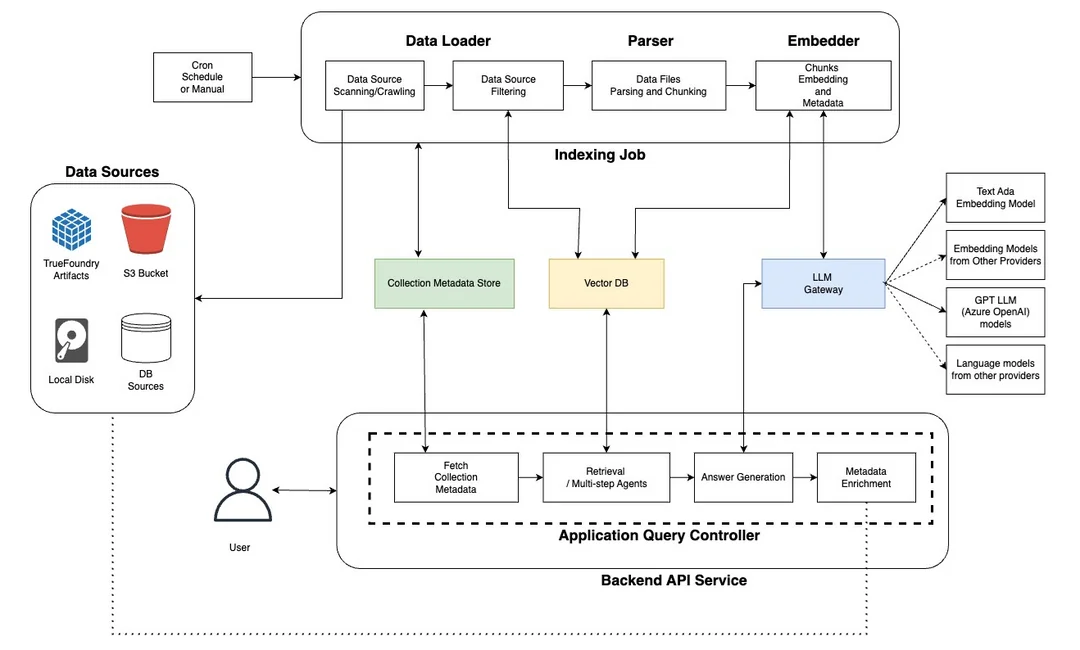 Data Loader
Parser
Embedder
Cron
Schedule
or Manual
Data Source
Scanning/Crawling
Data Source
Filtering
Data Files
Parsing and Chunking
Chunks
Embedding
and
Metadata
Indexing Job
Data Sources
TrueFoundry
Artifacts
S3 Bucket
Local Disk
DB
Sources
Collection Metadata Store
Vector DB
LLM
Gateway
Text Ada
Embedding Model
Embedding Models
from Other Providers
GPT LLM
(Azure OpenAI)
models
Language models
from other providers
User
Fetch
Collection
Metadata
Retrieval
/ Multi-step Agents
Answer Generation
Metadata
Enrichment
Application Query Controller
Backend API Service